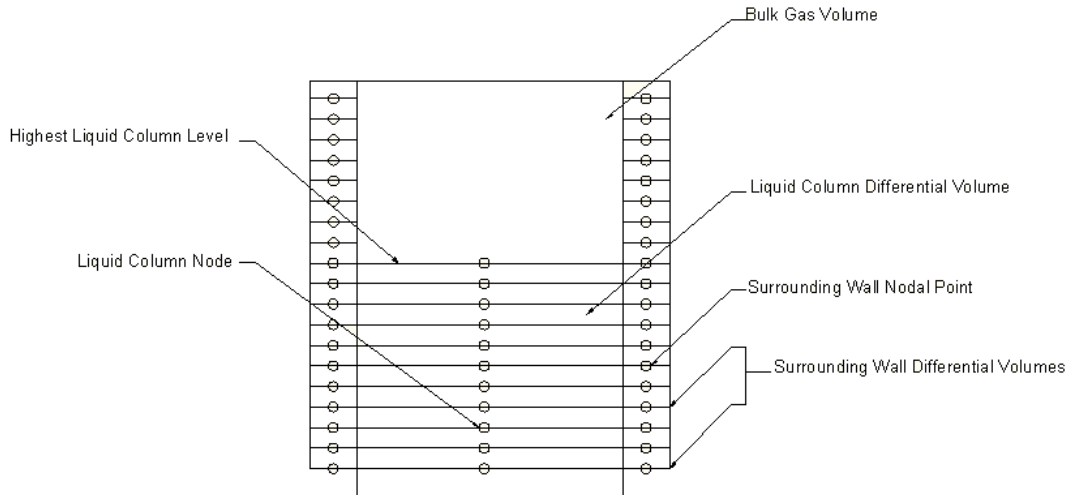 Bulk Gas Volume
Highest Liquid Column Level
Liquid Column Differential Volume
Liquid Column Node
Surrounding Wall Nodal Point
Surrounding Wall Differential Volumes